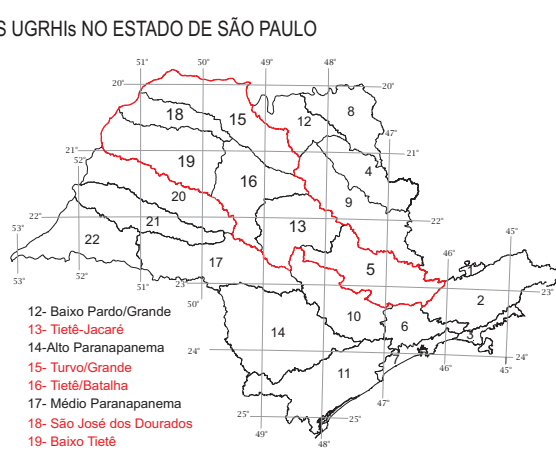 S UGRHIs NO ESTADO DE SÃO PAULO
51° 50° 49° 48°
20° 20°
18 15 12 8
47°
21° 21°
52° 19 16 4
20 9
22° 22°
53° 21 13
22 17 5 46° 45°
1
53° 52° 51° 23° 2 23°
50° 10
12- Baixo Pardo/Grande
13- Tietê-Jacaré
14-Alto Paranapanema
15- Turvo/Grande
16- Tietê/Batalha
17- Médio Paranapanema
18- São José dos Dourados
19- Baixo Tietê
14 6 3
24° 7 46° 45° 24°
11
47°
25° 25°
49° 48°